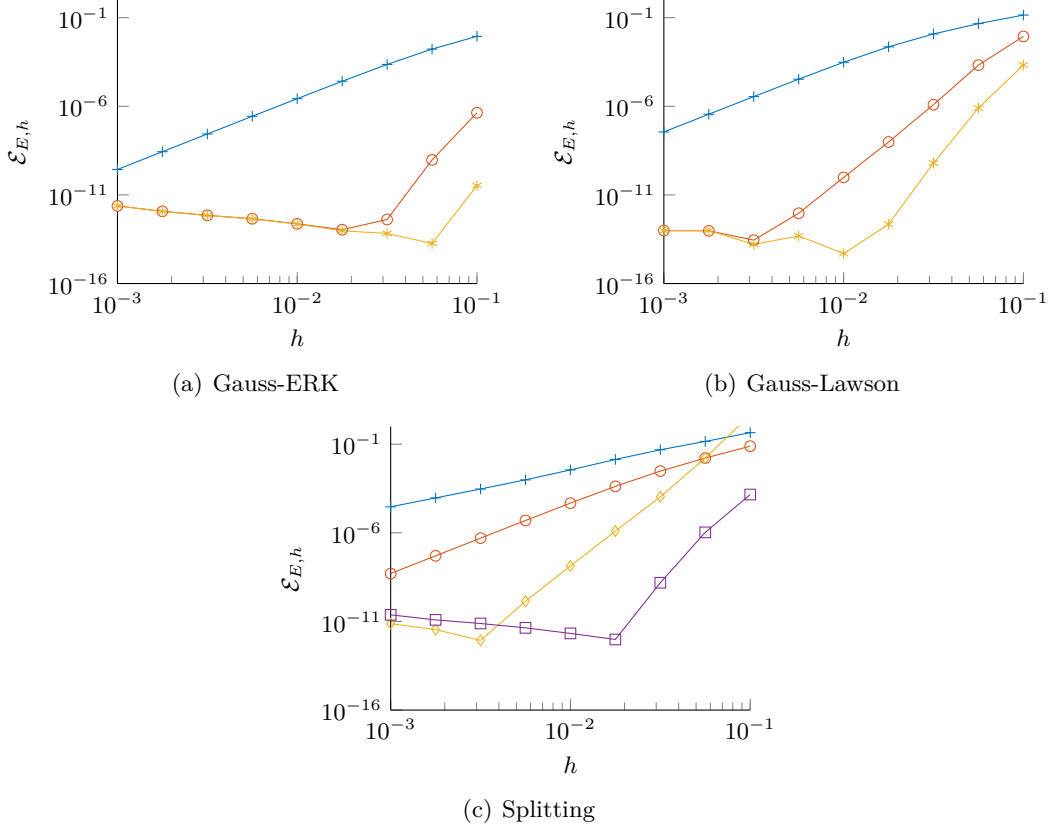 10^{-1}
10^{-6}
10^{-11}
10^{-16}
\mathcal{E}_{E,h}
10^{-3}
10^{-2}
10^{-1}
h
(a) Gauss-ERK
10^{-1}
10^{-6}
10^{-11}
10^{-16}
\mathcal{E}_{E,h}
10^{-3}
10^{-2}
10^{-1}
h
(b) Gauss-Lawson
10^{-1}
10^{-6}
10^{-11}
10^{-16}
\mathcal{E}_{E,h}
10^{-3}
10^{-2}
10^{-1}
h
(c) Splitting